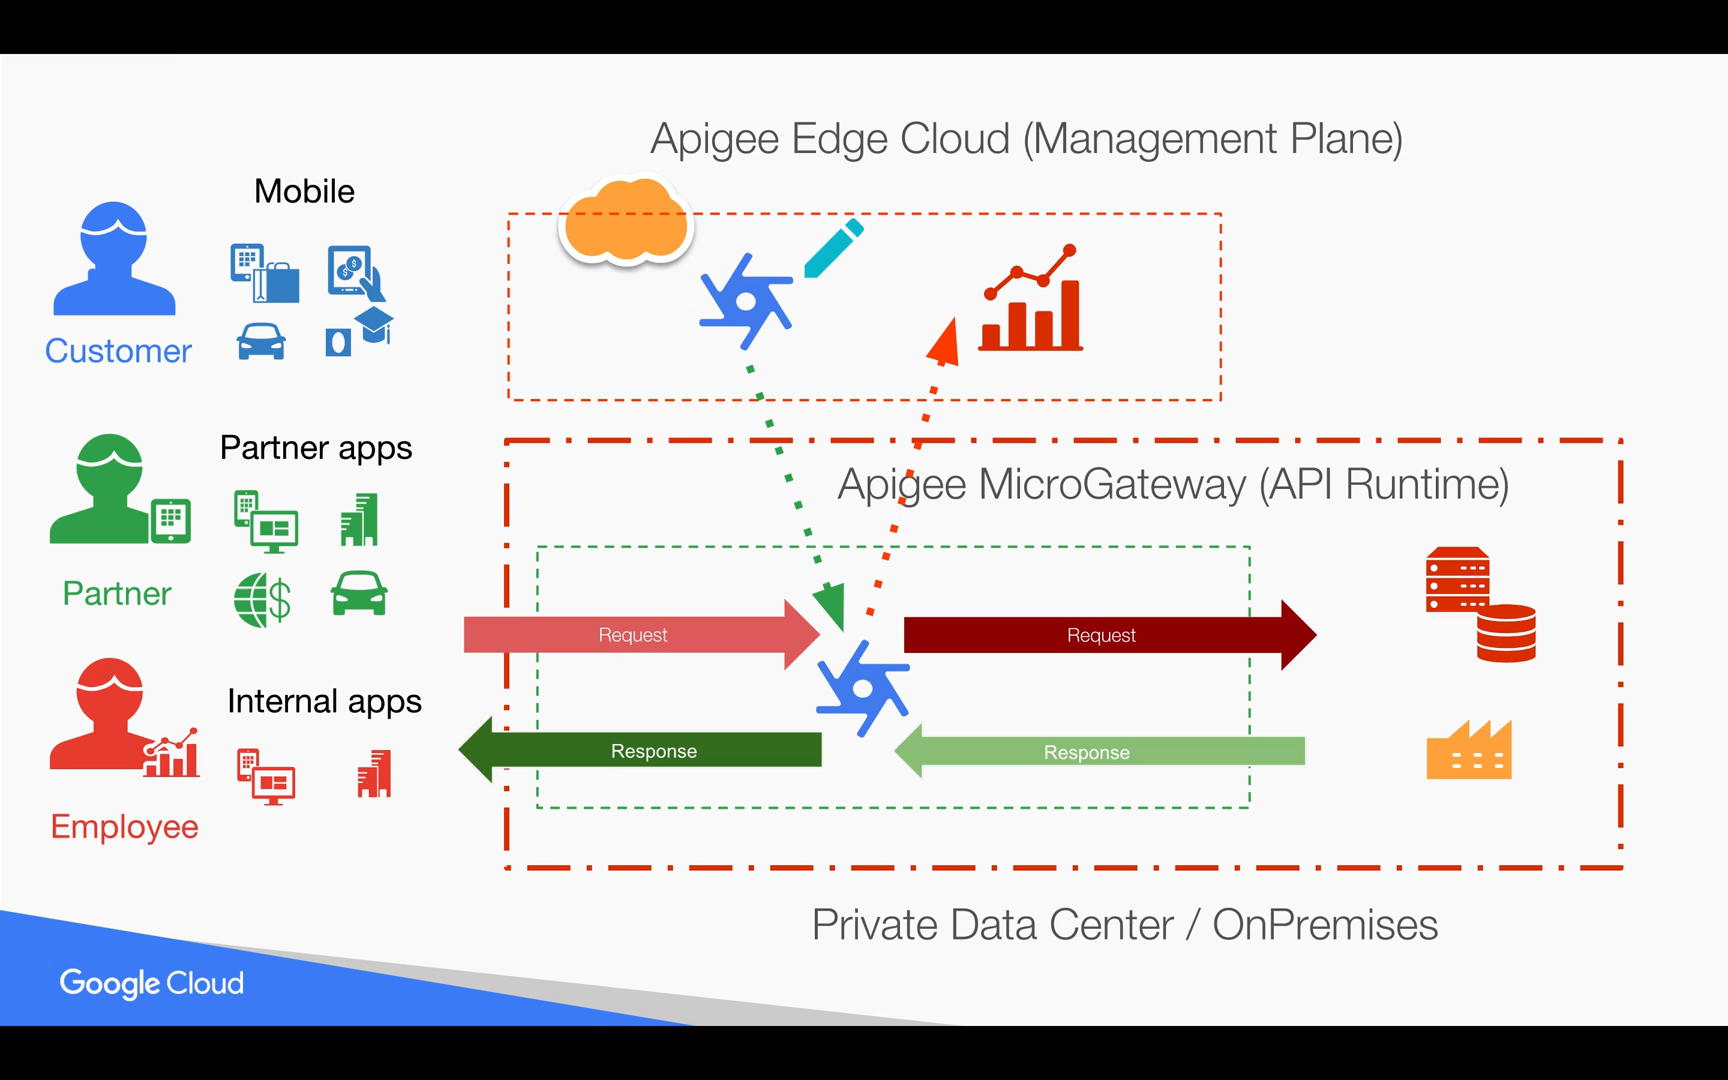 Apigee Edge Cloud (Management Plane)
Mobile
Customer
Partner apps
Apigee MicroGateway (API Runtime)
Partner
Request
Request
Internal apps
Response
Response
Employee
Private Data Center / OnPremises
Google Cloud